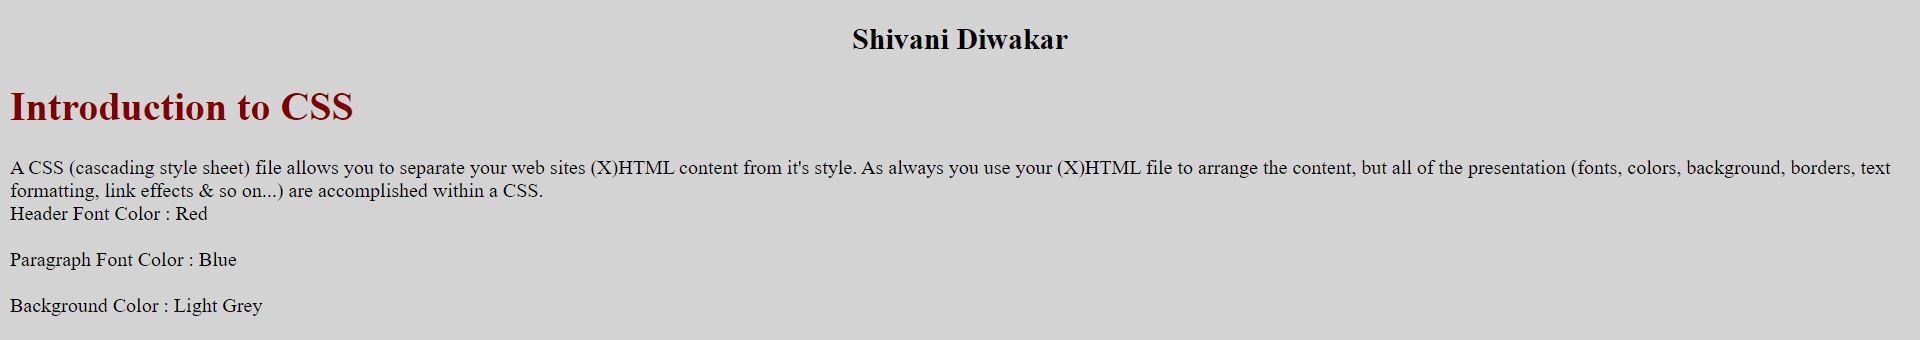 Shivani Diwakar
Introduction to CSS
A CSS (cascading style sheet) file allows you to separate your web sites (X)HTML content from it's style. As always you use your (X)HTML file to arrange the content, but all of the presentation (fonts, colors, background, borders, text
formatting, link effects & so on...) are accomplished within a CSS.
Header Font Color : Red
Paragraph Font Color : Blue
Background Color : Light Grey